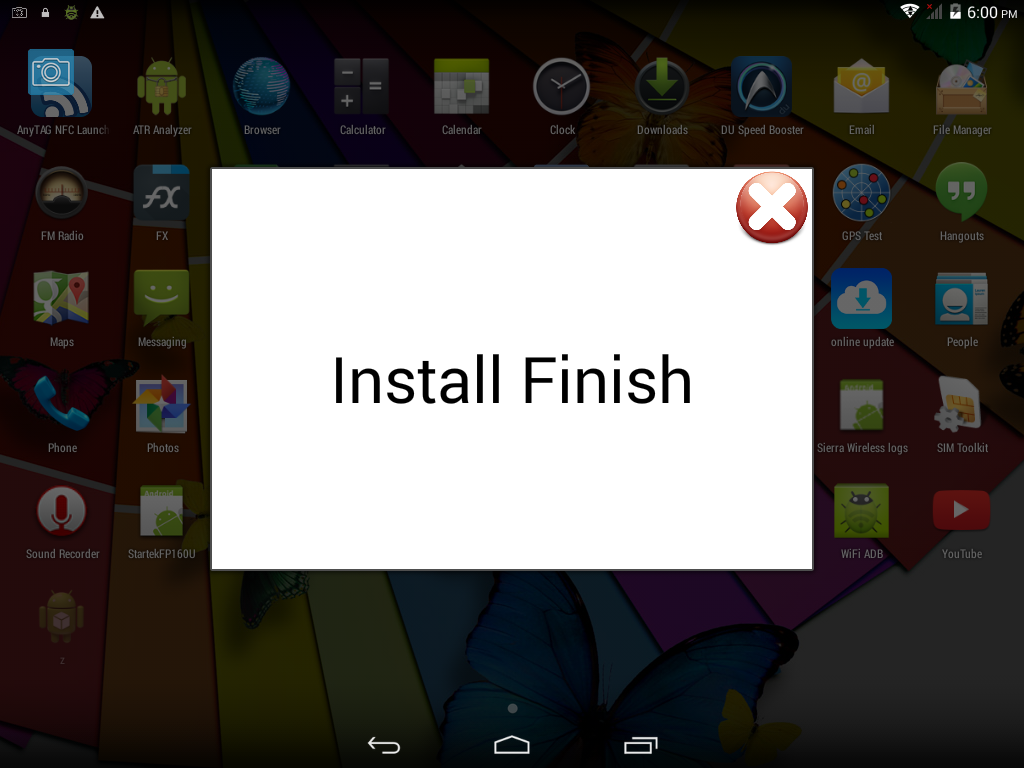 6:00 PM
AnyTAG NFC Launch
ATR Analyzer
Browser
Calculator
Calendar
Clock
Downloads
DU Speed Booster
Email
File Manager
FM Radio
FX
GPS Test
Hangouts
Install Finish
Maps
Messaging
online update
People
Phone
Photos
Sierra Wireless logs
SIM Toolkit
Sound Recorder
Android
StartekFP160U
WiFi ADB
YouTube
z